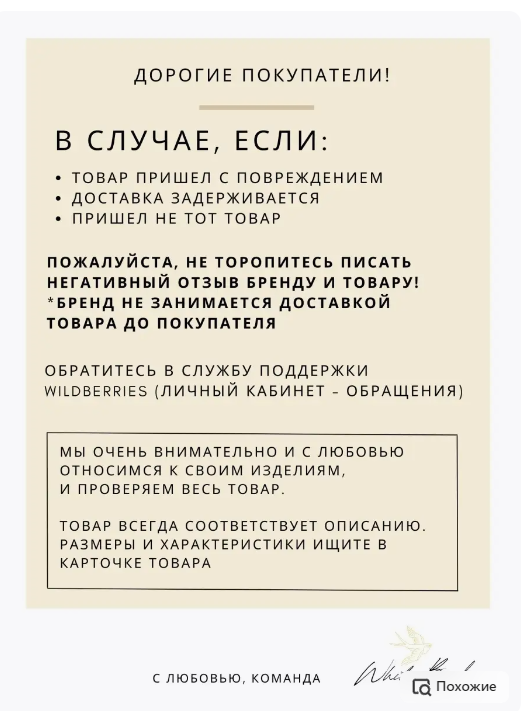 ДОРОГИЕ ПОКУПАТЕЛИ!
В СЛУЧАЕ, ЕСЛИ:
• ТОВАР ПРИШЕЛ С ПОВРЕЖДЕНИЕМ
• ДОСТАВКА ЗАДЕРЖИВАЕТСЯ
• ПРИШЕЛ НЕ ТОТ ТОВАР
ПОЖАЛУЙСТА, НЕ ТОРОПИТЕСЬ ПИСАТЬ
НЕГАТИВНЫЙ ОТЗЫВ БРЕНДУ И ТОВАРУ!
*БРЕНД НЕ ЗАНИМАЕТСЯ ДОСТАВКОЙ
ТОВАРА ДО ПОКУПАТЕЛЯ
ОБРАТИТЕСЬ В СЛУЖБУ ПОДДЕРЖКИ
WILDBERRIES (ЛИЧНЫЙ КАБИНЕТ – ОБРАЩЕНИЯ)
МЫ ОЧЕНЬ ВНИМАТЕЛЬНО И С ЛЮБОВЬЮ
ОТНОСИМСЯ К СВОИМ ИЗДЕЛИЯМ,
И ПРОВЕРЯЕМ ВЕСЬ ТОВАР.
ТОВАР ВСЕГДА СООТВЕТСТВУЕТ ОПИСАНИЮ.
РАЗМЕРЫ И ХАРАКТЕРИСТИКИ ИЩИТЕ В
КАРТОЧКЕ ТОВАРА
С ЛЮБОВЬЮ, КОМАНДА
Похожие